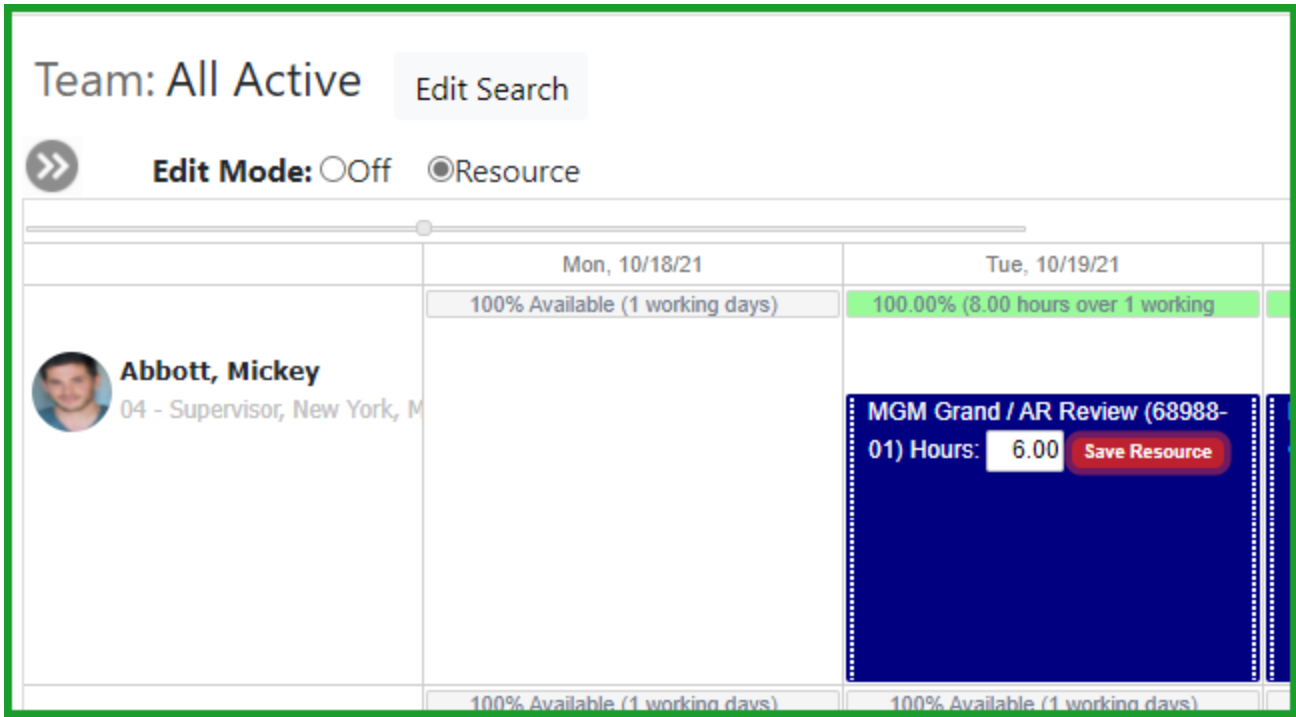 Team: All Active Edit Search
Edit Mode: Off Resource
Mon, 10/18/21 Tue, 10/19/21
100% Available (1 working days) 100.00% (8.00 hours over 1 working
Abbott, Mickey
04 - Supervisor, New York, M
MGM Grand / AR Review (68988-
01) Hours: 6.00 Save Resource
100% Available (1 working days) 100% Available (1 working days)